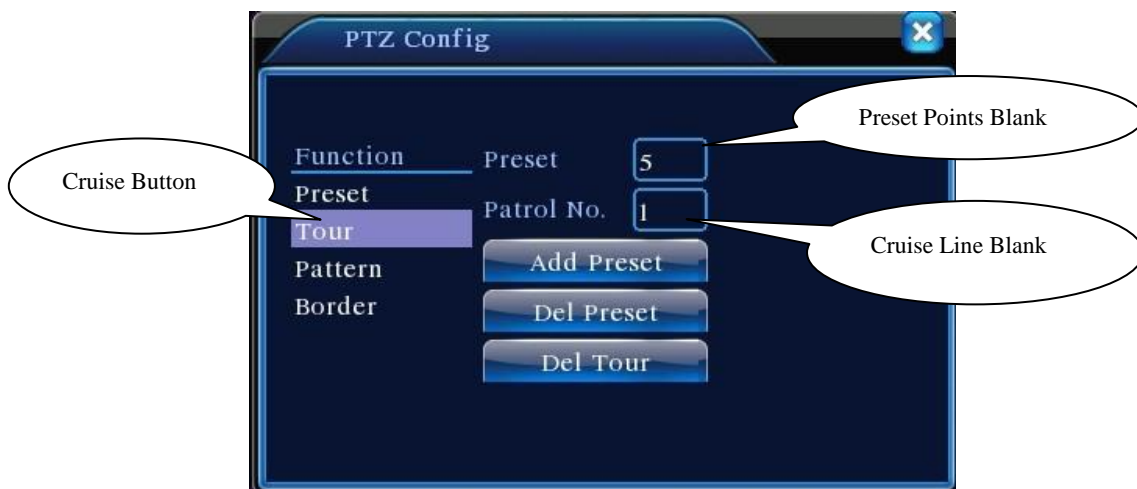 PTZ Config
Preset Points Blank
Cruise Button
Function
Preset
Tour
Pattern
Border
Preset 5
Patrol No. 1
Add Preset
Del Preset
Del Tour
Cruise Line Blank